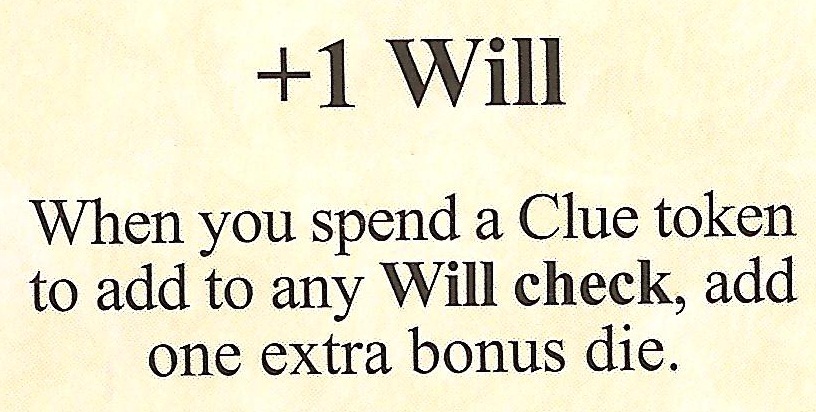 +1 Will
When you spend a Clue token
to add to any Will check, add
one extra bonus die.